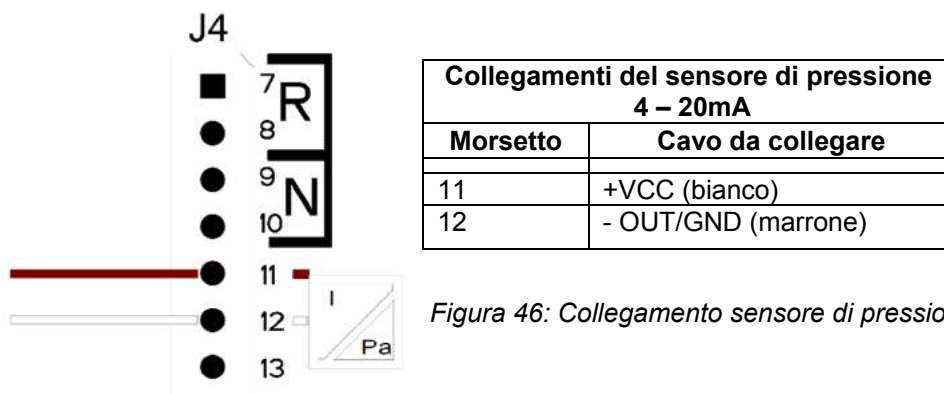 J4
7
R
8
9
N
10
11
I
12
Pa
13
Collegamenti del sensore di pressione
4 – 20mA
Morsetto Cavo da collegare
11 +VCC (bianco)
12 - OUT/GND (marrone)
Figura 46: Collegamento sensore di pressio